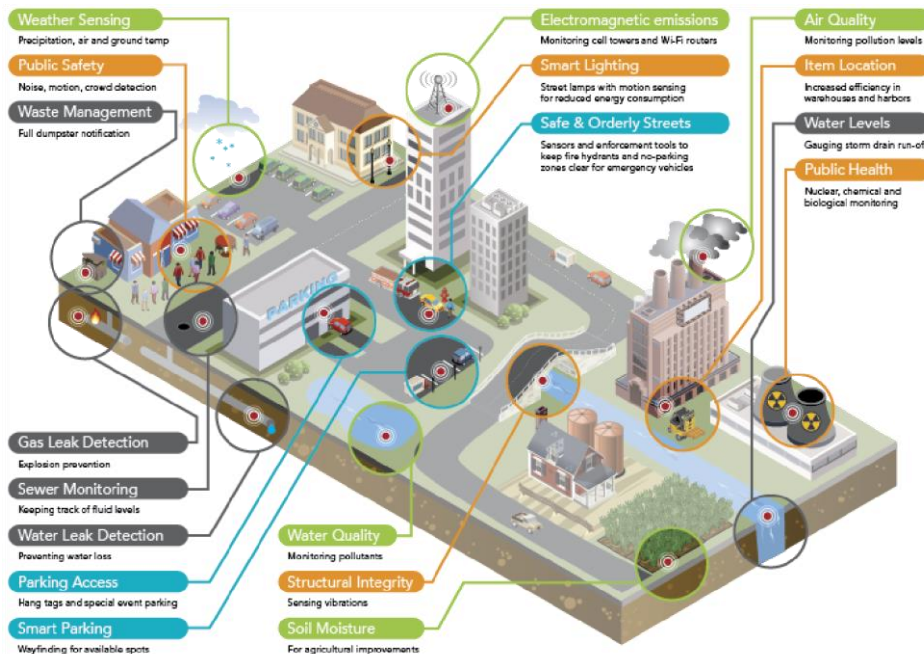 Weather Sensing
Precipitation, air and ground temp
Public Safety
Noise, motion, crowd detection
Waste Management
Full dumpster notification
Gas Leak Detection
Explosion prevention
Sewer Monitoring
Keeping track of fluid levels
Water Leak Detection
Preventing water loss
Parking Access
Hang tags and special event parking
Smart Parking
Wayfinding for available spots
PARKING
Water Quality
Monitoring pollutants
Structural Integrity
Sensing vibrations
Soil Moisture
For agricultural improvements
Electromagnetic emissions
Monitoring cell towers and Wi-Fi routers
Smart Lighting
Street lamps with motion sensing
for reduced energy consumption
Safe & Orderly Streets
Sensors and enforcement tools to
keep fire hydrants and no-parking
zones clear for emergency vehicles
Air Quality
Monitoring pollution levels
Item Location
Increased efficiency in
warehouses and harbors
Water Levels
Gauging storm drain run-of
Public Health
Nuclear, chemical and
biological monitoring